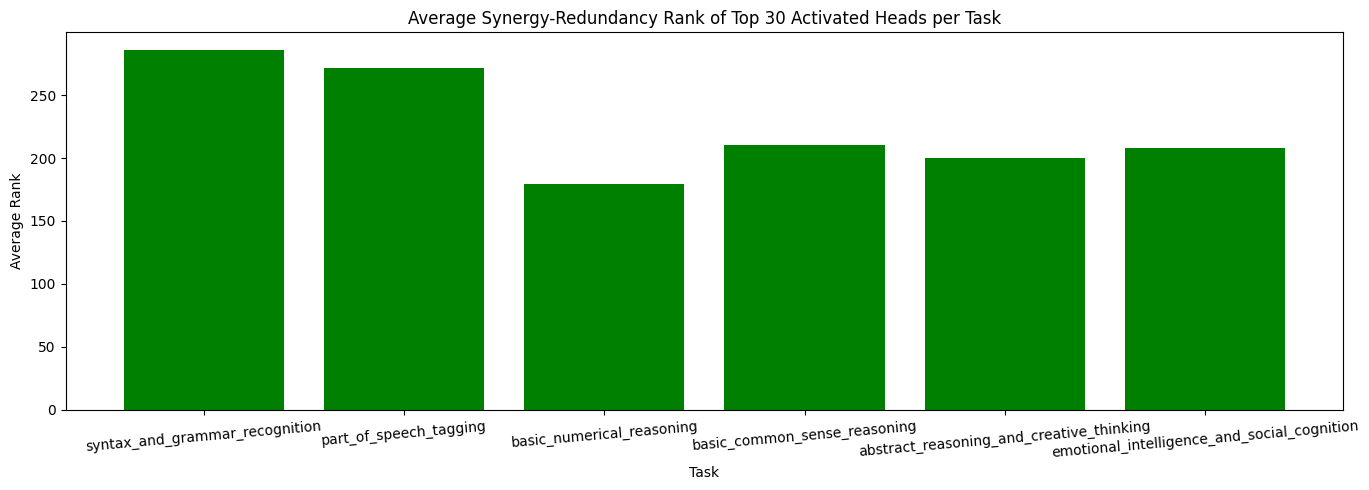 Average Synergy-Redundancy Rank of Top 30 Activated Heads per Task
Average Rank
250
200
150
100
50
0
syntax_and_grammar_recognition
part_of_speech_tagging
basic_numerical_reasoning
basic_common_sense_reasoning
abstract_reasoning_and_creative_thinking
emotional_intelligence_and_social_cognition
Task